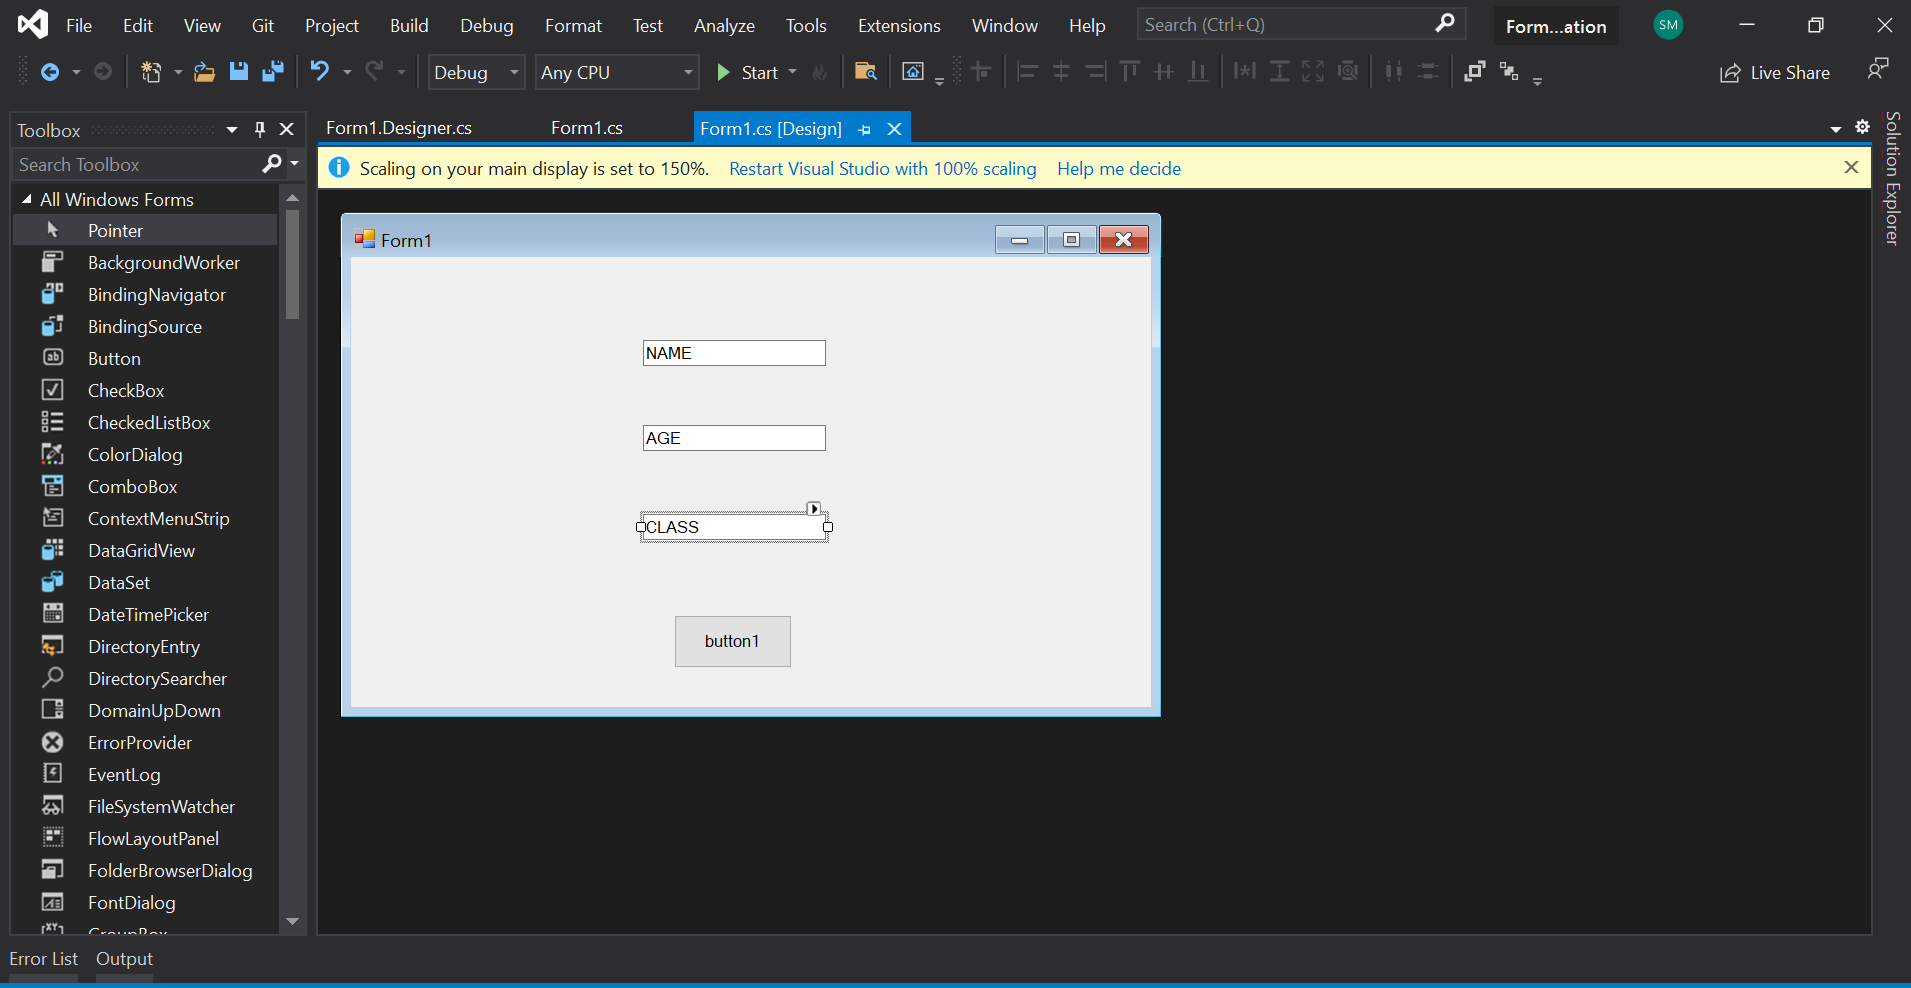 File Edit View Git Project Build Debug Format Test Analyze Tools Extensions Window Help Search (Ctrl+Q) Form...ation SM
Debug Any CPU Start Live Share
Toolbox
Form1.Designer.cs Form1.cs Form1.cs [Design]
Solution Explorer
Search Toolbox
Scaling on your main display is set to 150%. Restart Visual Studio with 100% scaling Help me decide
All Windows Forms
Pointer
BackgroundWorker
BindingNavigator
BindingSource
Button
CheckBox
CheckedListBox
ColorDialog
ComboBox
ContextMenuStrip
DataGridView
DataSet
DateTimePicker
DirectoryEntry
DirectorySearcher
DomainUpDown
ErrorProvider
EventLog
FileSystemWatcher
FlowLayoutPanel
FolderBrowserDialog
FontDialog
GroupBox
Form1
NAME
AGE
CLASS
button1
Error List Output